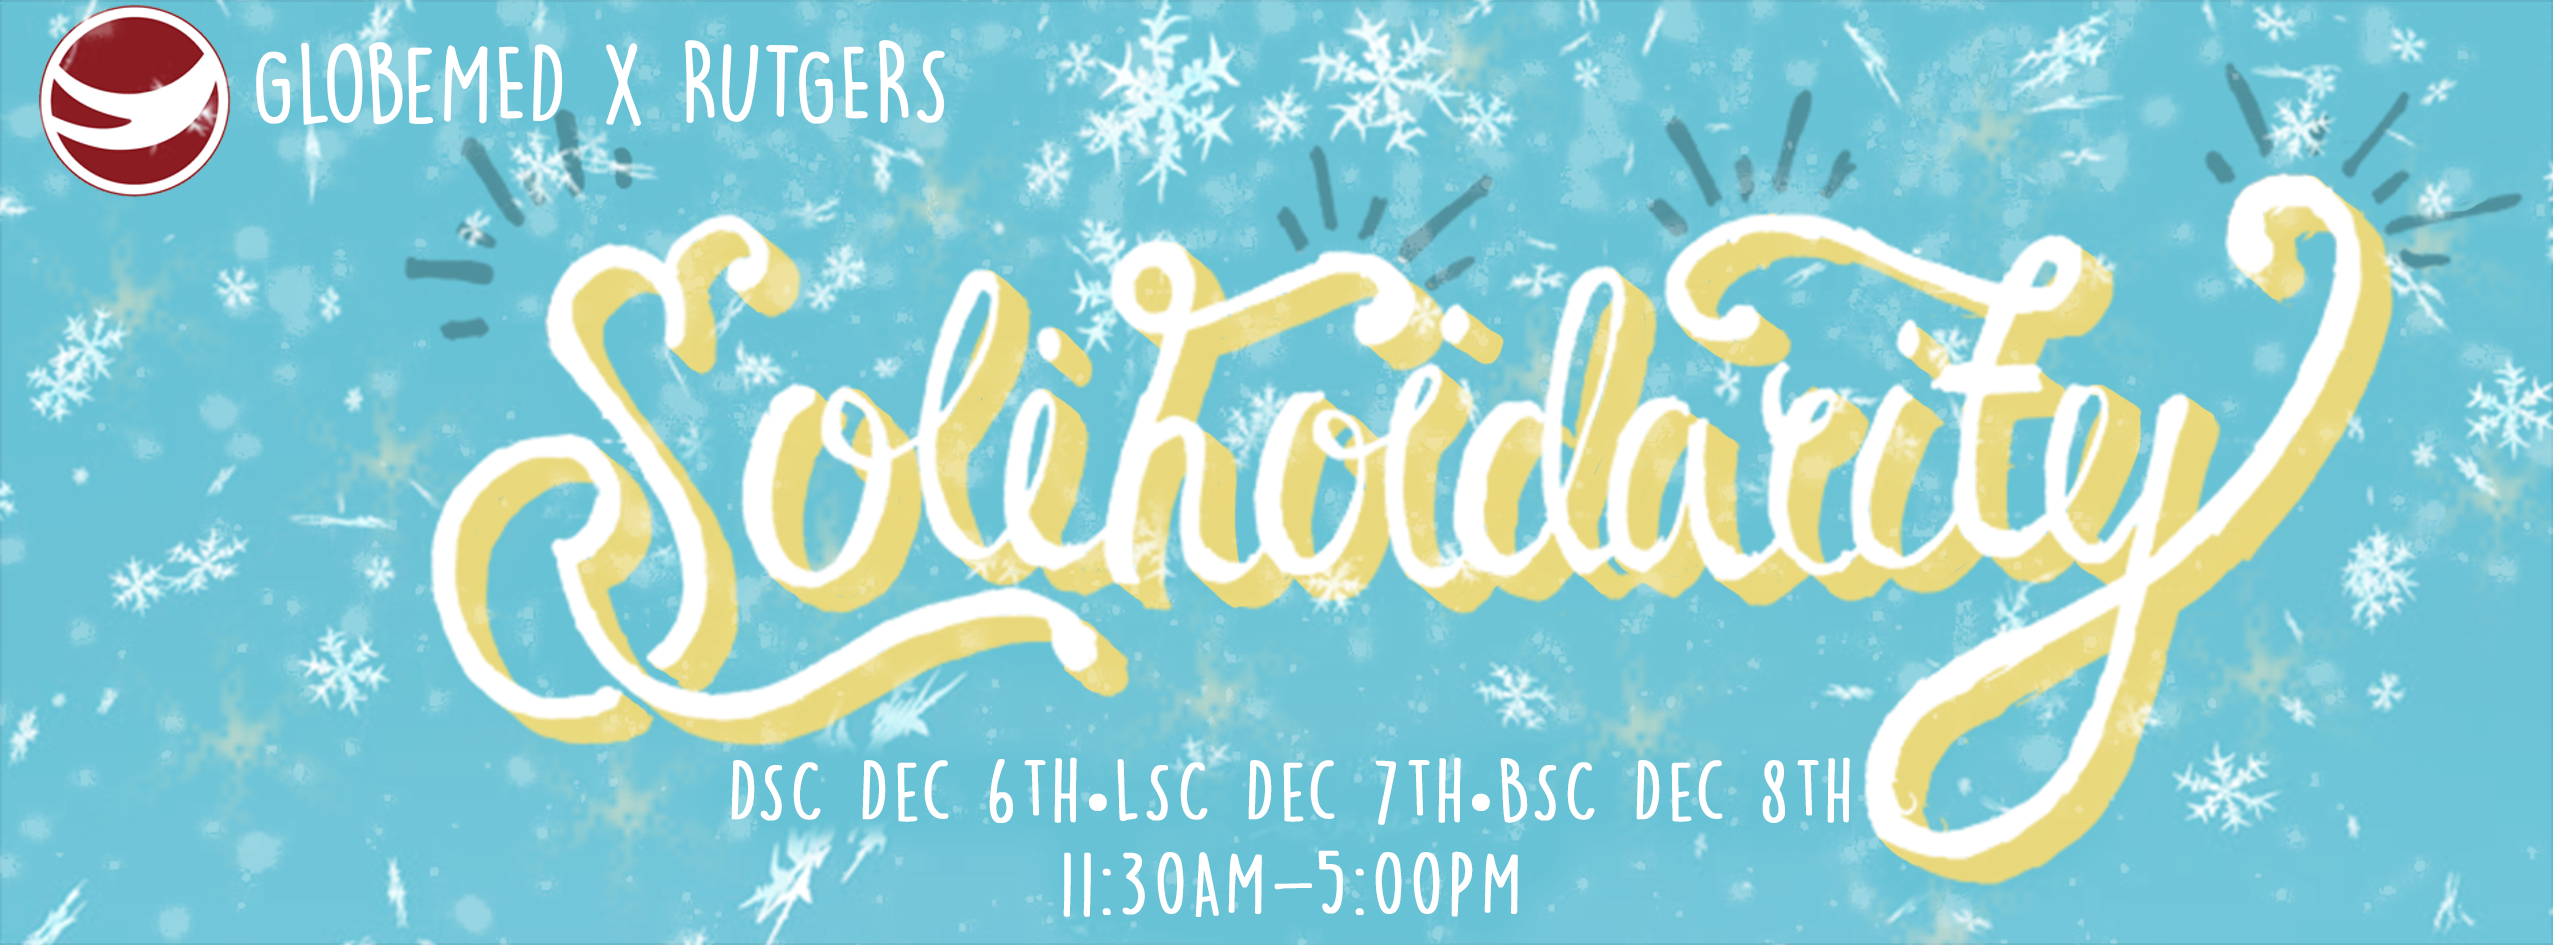 GLOBEMED X RUTGERS
Solihoidarity
DSC DEC 6TH•LSC DEC 7TH•BSC DEC 8TH
11:30AM–5:00PM